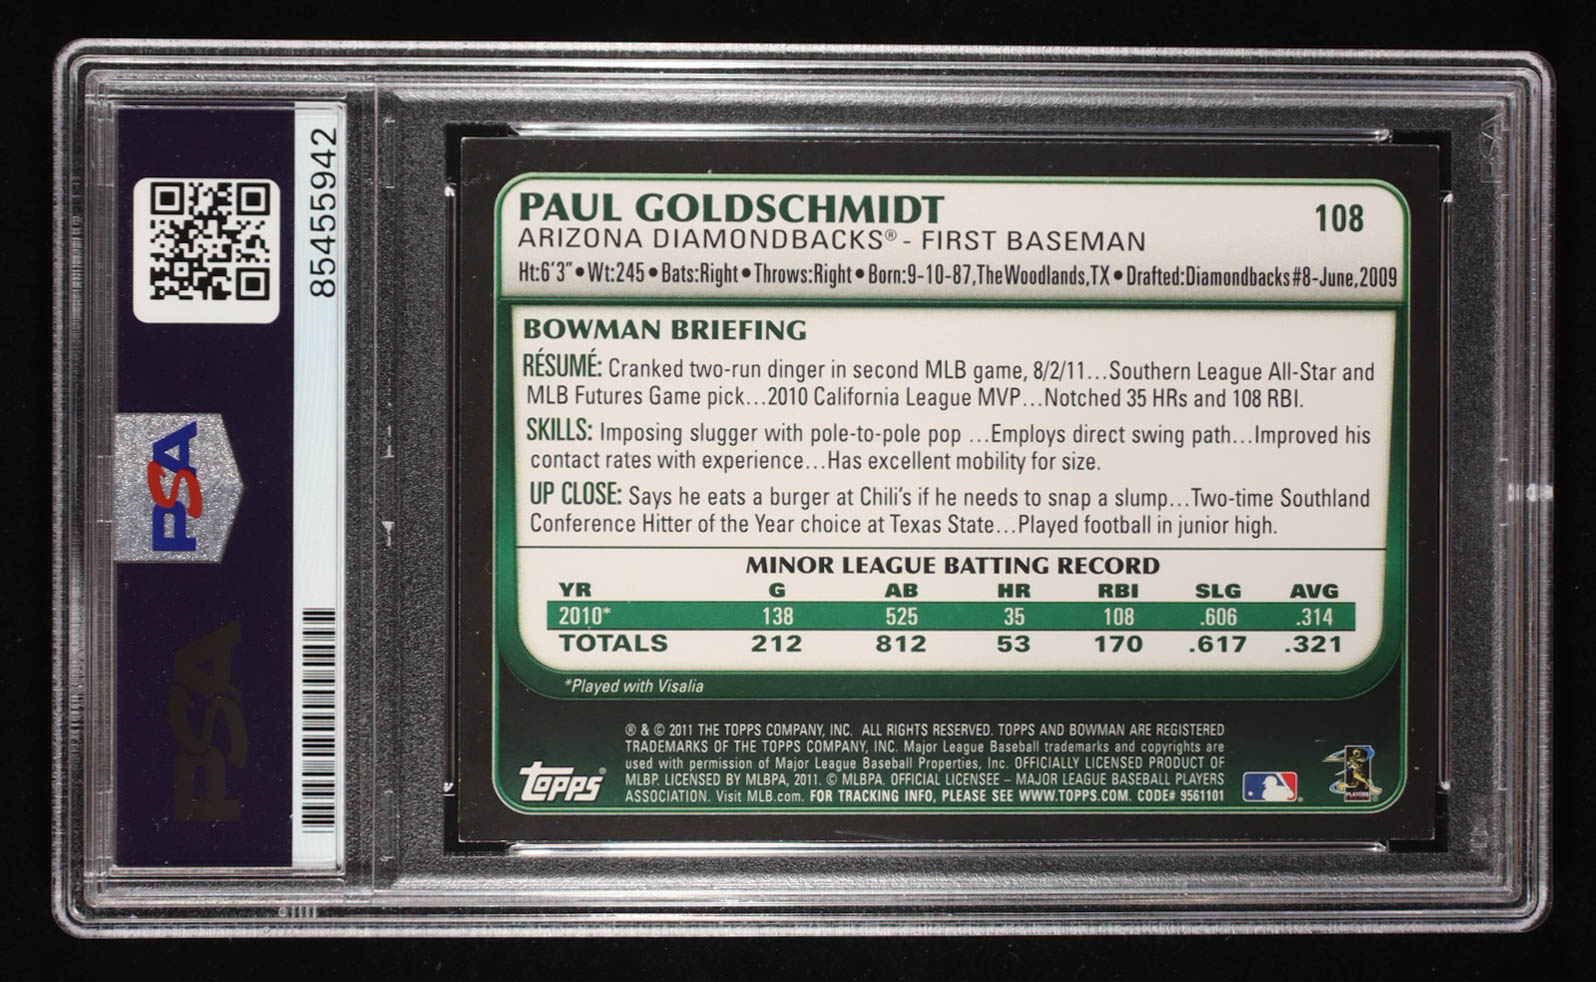 85455942
PSA
PSA
PSA
PAUL GOLDSCHMIDT
108
ARIZONA DIAMONDBACKS® - FIRST BASEMAN
Ht:6'3" • Wt:245 • Bats:Right • Throws:Right • Born:9-10-87, The Woodlands, TX • Drafted:Diamondbacks #8-June, 2009
BOWMAN BRIEFING
RÉSUMÉ: Cranked two-run dinger in second MLB game, 8/2/11...Southern League All-Star and
MLB Futures Game pick...2010 California League MVP...Notched 35 HRs and 108 RBI.
SKILLS: Imposing slugger with pole-to-pole pop ...Employs direct swing path...Improved his
contact rates with experience...Has excellent mobility for size.
UP CLOSE: Says he eats a burger at Chili's if he needs to snap a slump...Two-time Southland
Conference Hitter of the Year choice at Texas State...Played football in junior high.
MINOR LEAGUE BATTING RECORD
YR G AB HR RBI SLG AVG
2010* 138 525 35 108 .606 .314
TOTALS 212 812 53 170 .617 .321
*Played with Visalia
® & © 2011 THE TOPPS COMPANY, INC. ALL RIGHTS RESERVED. TOPPS AND BOWMAN ARE REGISTERED
TRADEMARKS OF THE TOPPS COMPANY, INC. Major League Baseball trademarks and copyrights are
used with permission of Major League Baseball Properties, Inc. OFFICIALLY LICENSED PRODUCT OF
MLBP. LICENSED BY MLBPA, 2011. © MLBPA. OFFICIAL LICENSEE – MAJOR LEAGUE BASEBALL PLAYERS
ASSOCIATION. Visit MLB.com. FOR TRACKING INFO, PLEASE SEE WWW.TOPPS.COM. CODE# 9561101
Topps®
PLAYERS